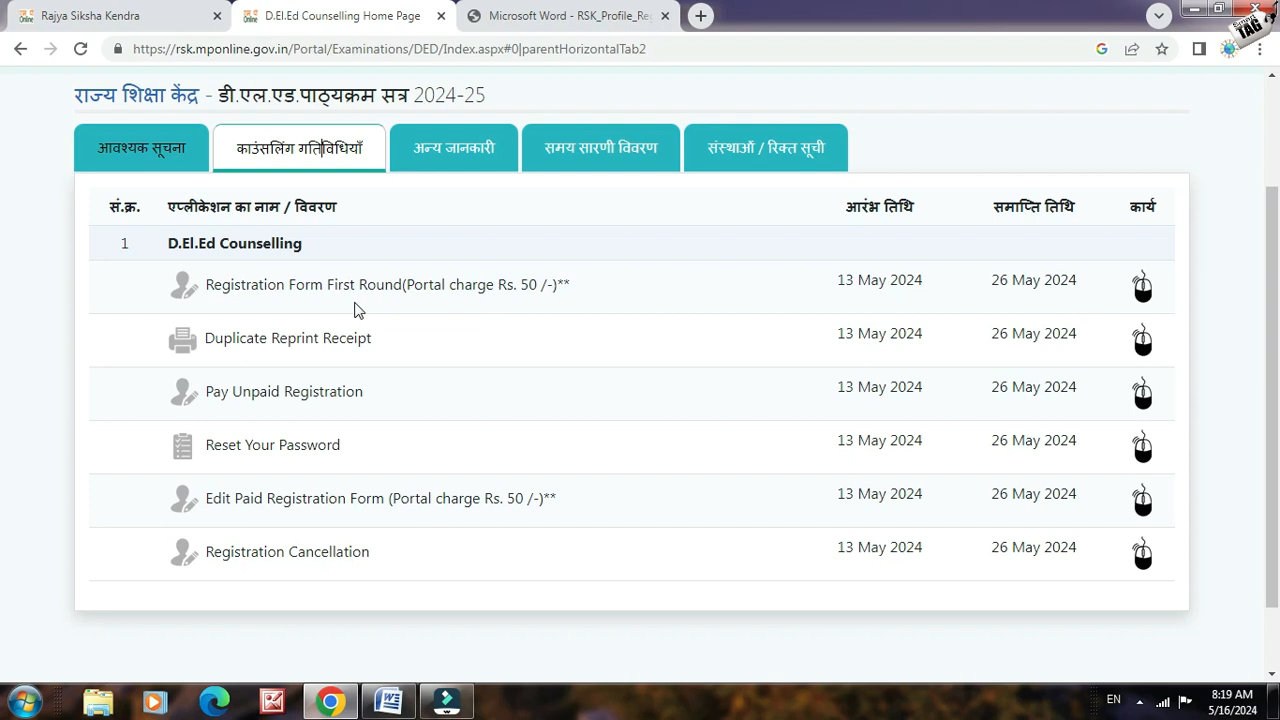 Rajya Siksha Kendra
D.El.Ed Counselling Home Page
Microsoft Word - RSK_Profile_Re
TAG
https://rsk.mponline.gov.in/Portal/Examinations/DED/Index.aspx#0|parentHorizontalTab2
राज्य शिक्षा केंद्र - डी.एल.एड.पाठ्यक्रम सत्र 2024-25
आवश्यक सूचना काउंसलिंग गतिविधियाँ अन्य जानकारी समय सारणी विवरण संस्थाओं / रिक्त सूची
सं.क्र. एप्लीकेशन का नाम / विवरण आरंभ तिथि समाप्ति तिथि कार्य
1 D.El.Ed Counselling
Registration Form First Round(Portal charge Rs. 50 /-)** 13 May 2024 26 May 2024
Duplicate Reprint Receipt 13 May 2024 26 May 2024
Pay Unpaid Registration 13 May 2024 26 May 2024
Reset Your Password 13 May 2024 26 May 2024
Edit Paid Registration Form (Portal charge Rs. 50 /-)** 13 May 2024 26 May 2024
Registration Cancellation 13 May 2024 26 May 2024
EN
8:19 AM
5/16/2024